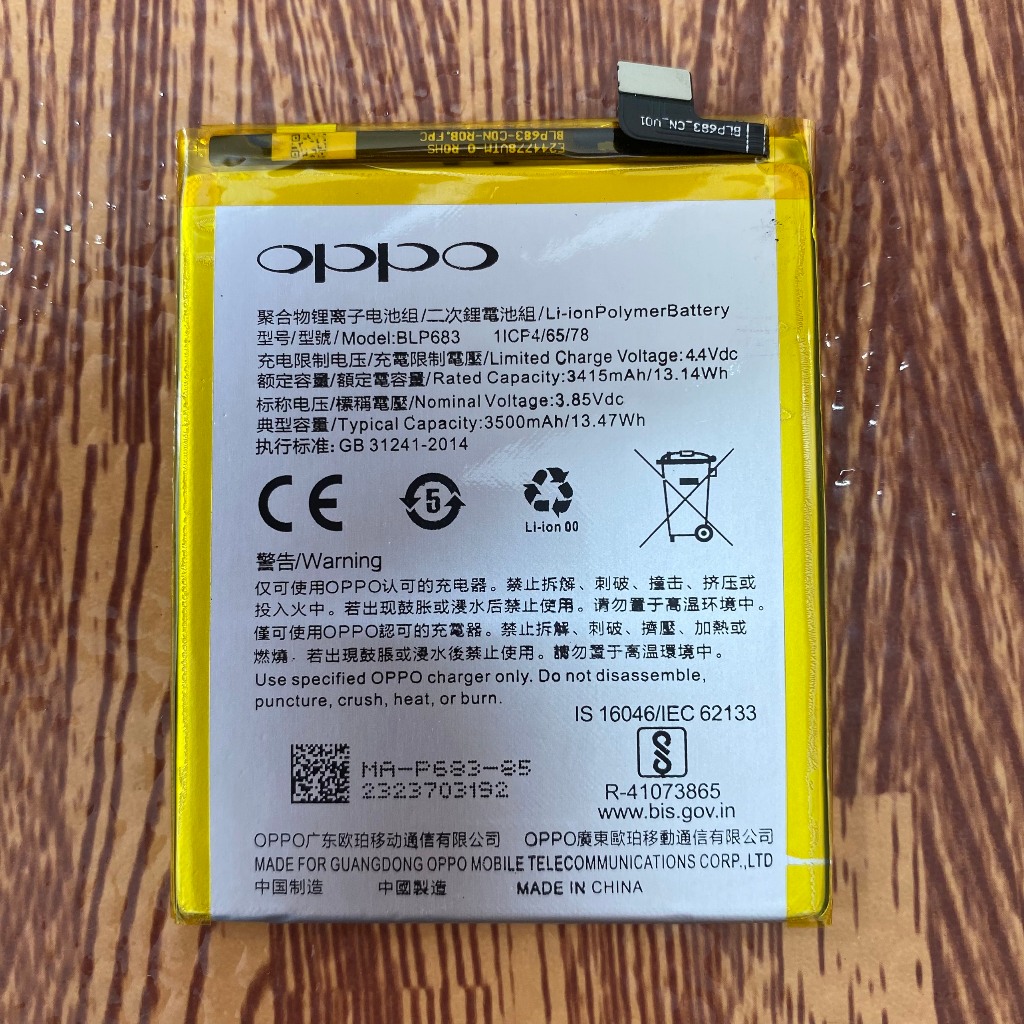 BLP683_CN_V01
E244778UTM-0 ROHS
BLP683-CDN-ROB.FPC
oppo
聚合物锂离子电池组/二次鋰電池組/Li-ionPolymerBattery
型号/型號/Model:BLP683 1ICP4/65/78
充电限制电压/充電限制電壓/Limited Charge Voltage:4.4Vdc
额定容量/額定電容量/Rated Capacity:3415mAh/13.14Wh
标称电压/標稱電壓/Nominal Voltage:3.85Vdc
典型容量/Typical Capacity:3500mAh/13.47Wh
执行标准: GB 31241-2014
CE
5
Li-ion 00
警告/Warning
仅可使用OPPO认可的充电器。禁止拆解、刺破、撞击、挤压或
投入火中。若出现鼓胀或浸水后禁止使用。请勿置于高温环境中。
僅可使用OPPO認可的充電器。禁止拆解、刺破、擠壓、加熱或
燃燒．若出現鼓脹或浸水後禁止使用。請勿置于高溫環境中。
Use specified OPPO charger only. Do not disassemble,
puncture, crush, heat, or burn.
IS 16046/IEC 62133
MA-P683-85
2323703192
R-41073865
www.bis.gov.in
OPPO广东欧珀移动通信有限公司 OPPO廣東歐珀移動通信有限公司
MADE FOR GUANGDONG OPPO MOBILE TELECOMMUNICATIONS CORP.,LTD
中国制造 中國製造 MADE IN CHINA